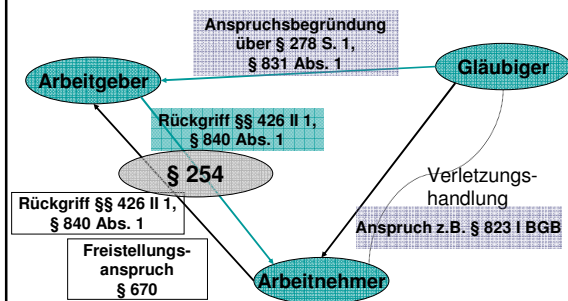 Anspruchsbegründung
über § 278 S. 1,
§ 831 Abs. 1
Arbeitgeber
Gläubiger
Rückgriff §§ 426 II 1,
§ 840 Abs. 1
§ 254
Verletzungs-
handlung
Rückgriff §§ 426 II 1,
§ 840 Abs. 1
Anspruch z.B. § 823 I BGB
Freistellungs-
anspruch
§ 670
Arbeitnehmer